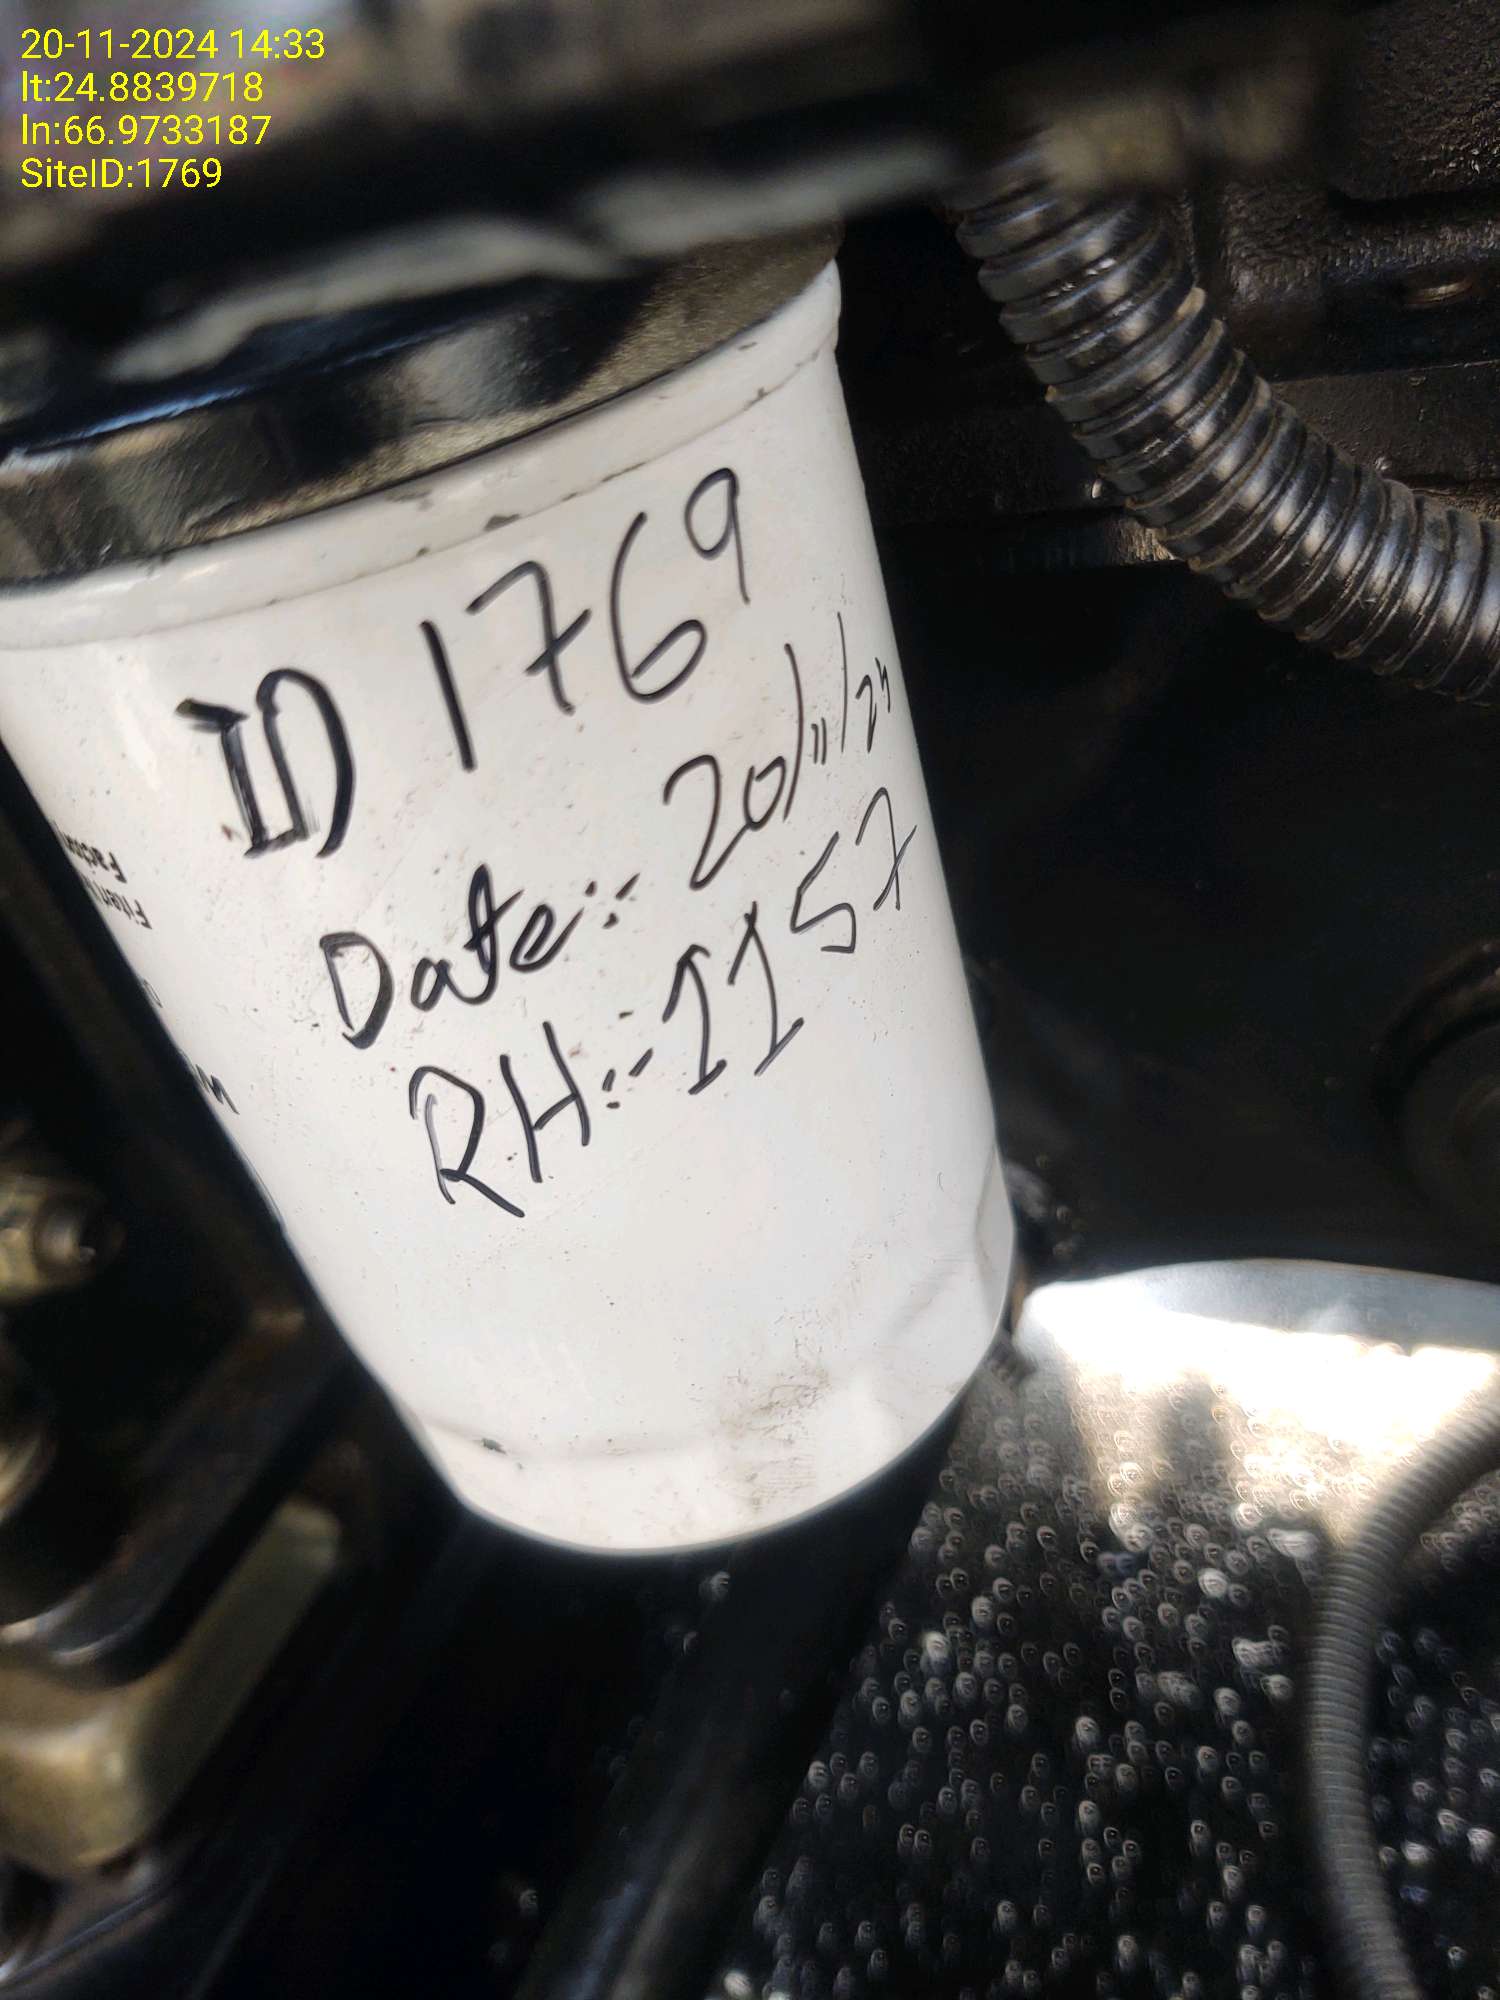 20-11-2024 14:33
lt:24.8839718
ln:66.9733187
SiteID:1769
ID 1769
Date:- 20/11/24
RH:- 1157